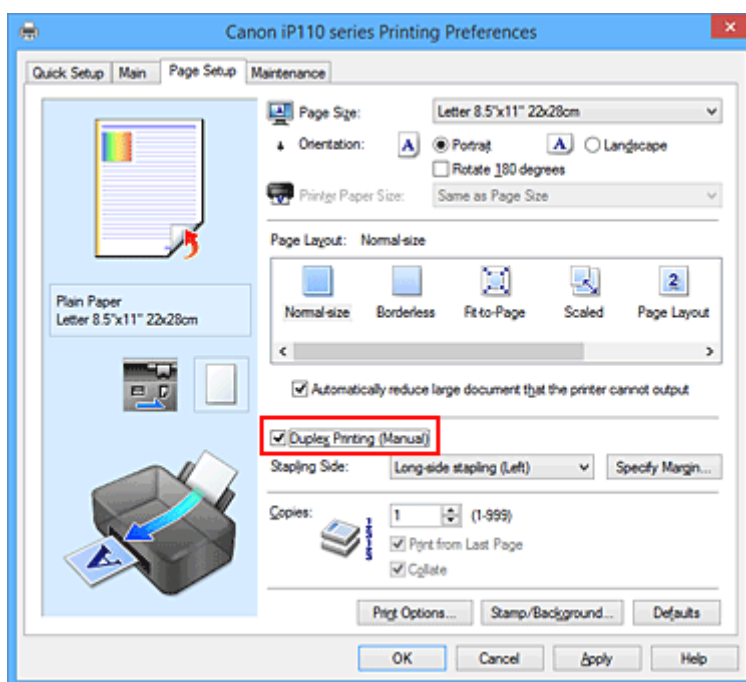 Canon iP110 series Printing Preferences
Quick Setup Main Page Setup Maintenance
Page Size: Letter 8.5"x11" 22x28cm
Orientation: A Portrait A Landscape
Rotate 180 degrees
Printer Paper Size: Same as Page Size
Page Layout: Normal-size
2
Normal-size Borderless Fit-to-Page Scaled Page Layout
Plain Paper
Letter 8.5"x11" 22x28cm
Automatically reduce large document that the printer cannot output
Duplex Printing (Manual)
Stapling Side: Long-side stapling (Left) Specify Margin...
Copies: 1 (1-999)
Print from Last Page
Collate
A
Print Options... Stamp/Background... Defaults
OK Cancel Apply Help